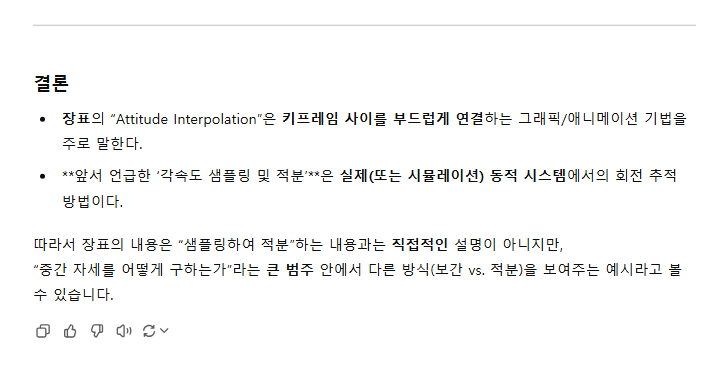 결론
• 장표의 “Attitude Interpolation”은 키프레임 사이를 부드럽게 연결하는 그래픽/애니메이션 기법을
주로 말한다.
• **앞서 언급한 ‘각속도 샘플링 및 적분’**은 실제(또는 시뮬레이션) 동적 시스템에서의 회전 추적
방법이다.
따라서 장표의 내용은 “샘플링하여 적분”하는 내용과는 직접적인 설명이 아니지만,
“중간 자세를 어떻게 구하는가”라는 큰 범주 안에서 다른 방식(보간 vs. 적분)을 보여주는 예시라고 볼
수 있습니다.